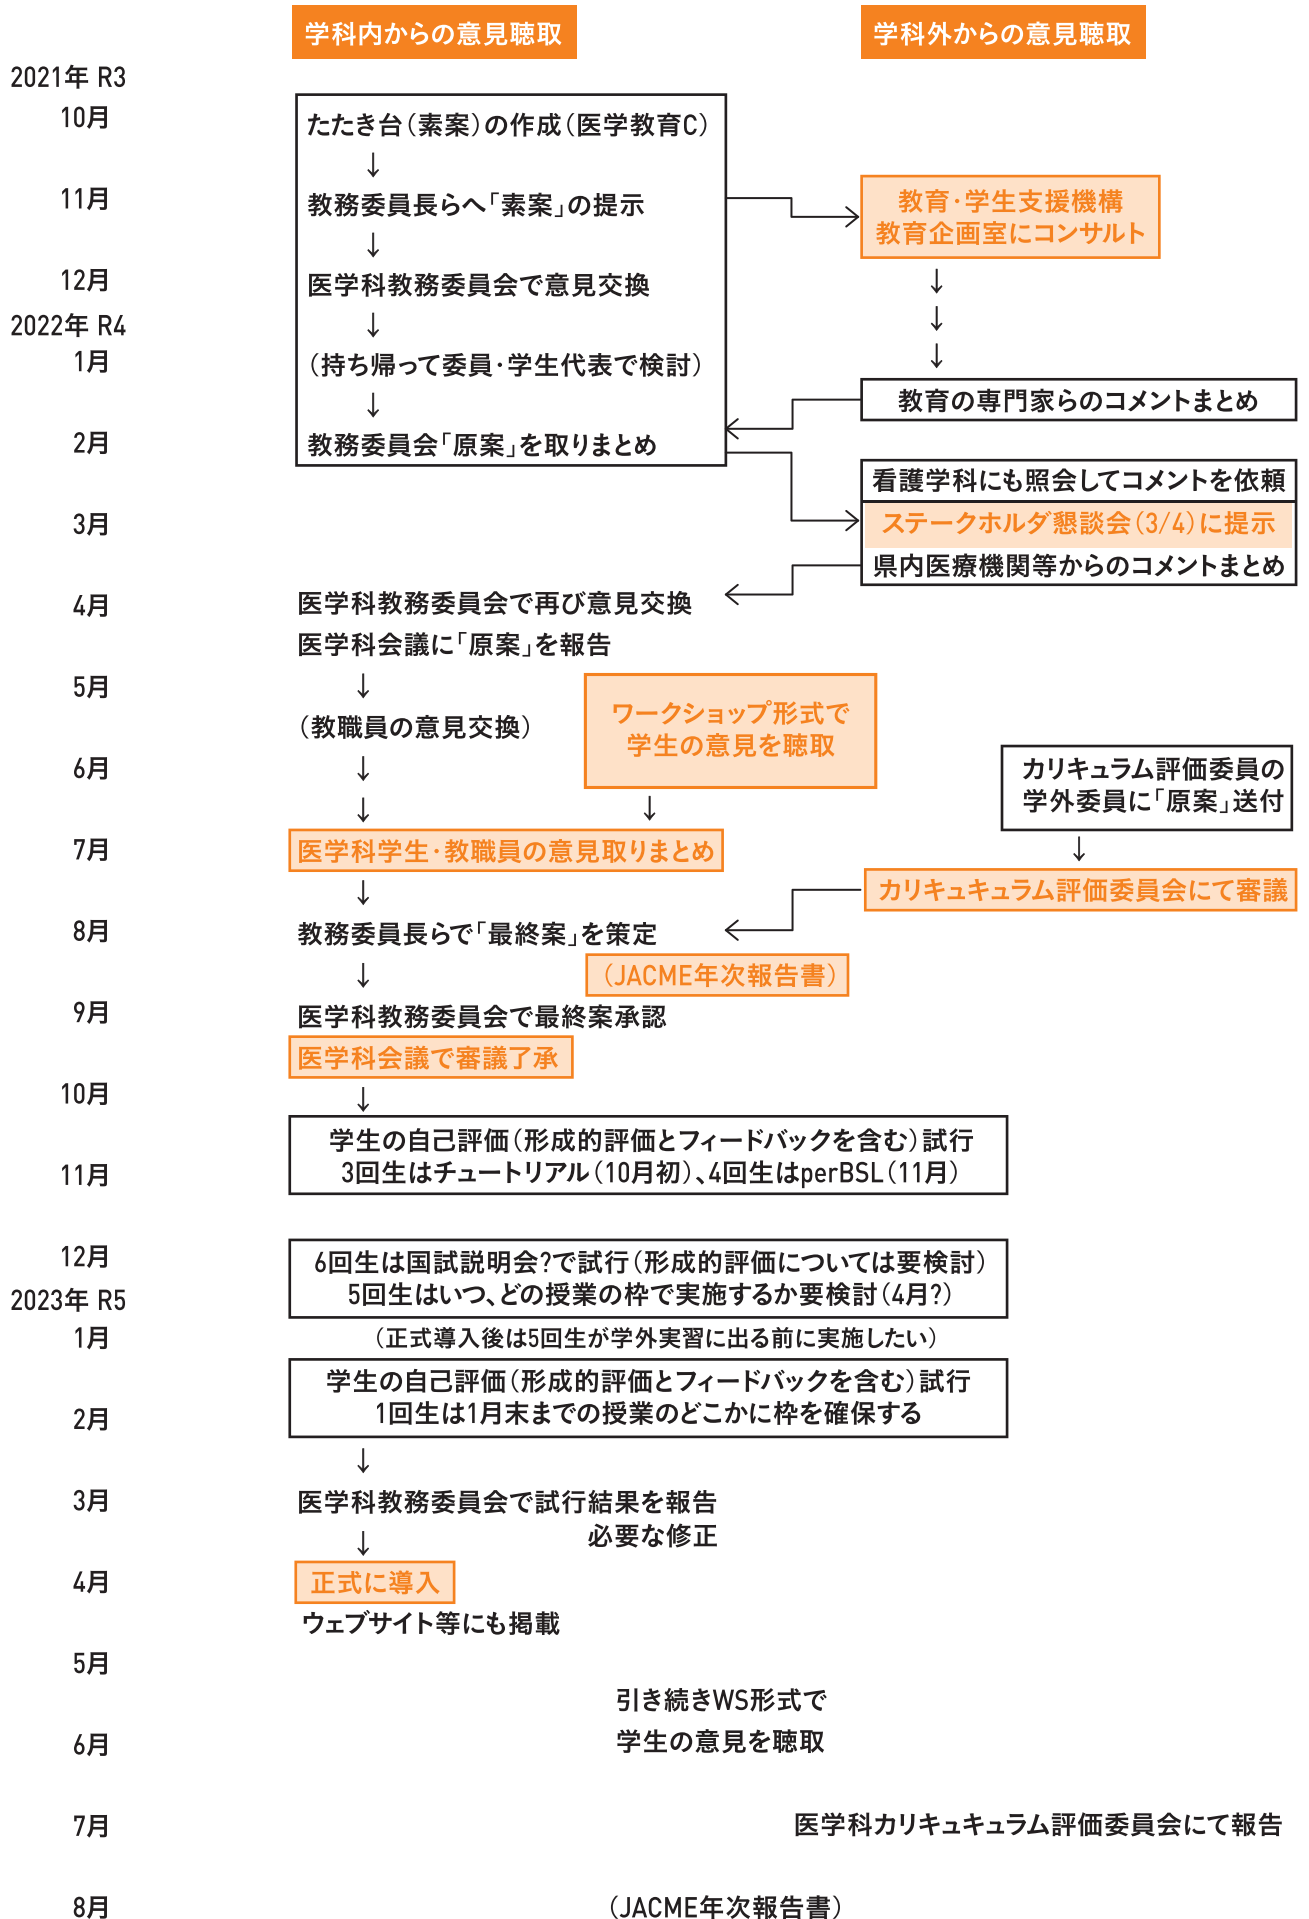 学科内からの意見聴取
学科外からの意見聴取
2021年 R3
10月
たたき台（素案）の作成（医学教育C）
↓
11月
教務委員長らへ「素案」の提示
教育・学生支援機構
教育企画室にコンサルト
↓
12月
医学科教務委員会で意見交換
↓
↓
2022年 R4
↓
1月
（持ち帰って委員・学生代表で検討）
↓
↓
教育の専門家らのコメントまとめ
2月
教務委員会「原案」を取りまとめ
看護学科にも照会してコメントを依頼
3月
ステークホルダ懇談会（3/4）に提示
県内医療機関等からのコメントまとめ
4月
医学科教務委員会で再び意見交換
医学科会議に「原案」を報告
5月
↓
ワークショップ形式で
学生の意見を聴取
（教職員の意見交換）
6月
↓
カリキュラム評価委員の
学外委員に「原案」送付
↓
↓
7月
医学科学生・教職員の意見取りまとめ
↓
↓
カリキュキュラム評価委員会にて審議
8月
教務委員長らで「最終案」を策定
↓
（JACME年次報告書）
9月
医学科教務委員会で最終案承認
医学科会議で審議了承
10月
↓
学生の自己評価（形成的評価とフィードバックを含む）試行
11月
3回生はチュートリアル（10月初）、4回生はperBSL（11月）
12月
6回生は国試説明会?で試行（形成的評価については要検討）
2023年 R5
5回生はいつ、どの授業の枠で実施するか要検討（4月?）
1月
（正式導入後は5回生が学外実習に出る前に実施したい）
学生の自己評価（形成的評価とフィードバックを含む）試行
2月
1回生は1月末までの授業のどこかに枠を確保する
↓
3月
医学科教務委員会で試行結果を報告
必要な修正
↓
4月
正式に導入
ウェブサイト等にも掲載
5月
引き続きWS形式で
6月
学生の意見を聴取
7月
医学科カリキュキュラム評価委員会にて報告
8月
（JACME年次報告書）